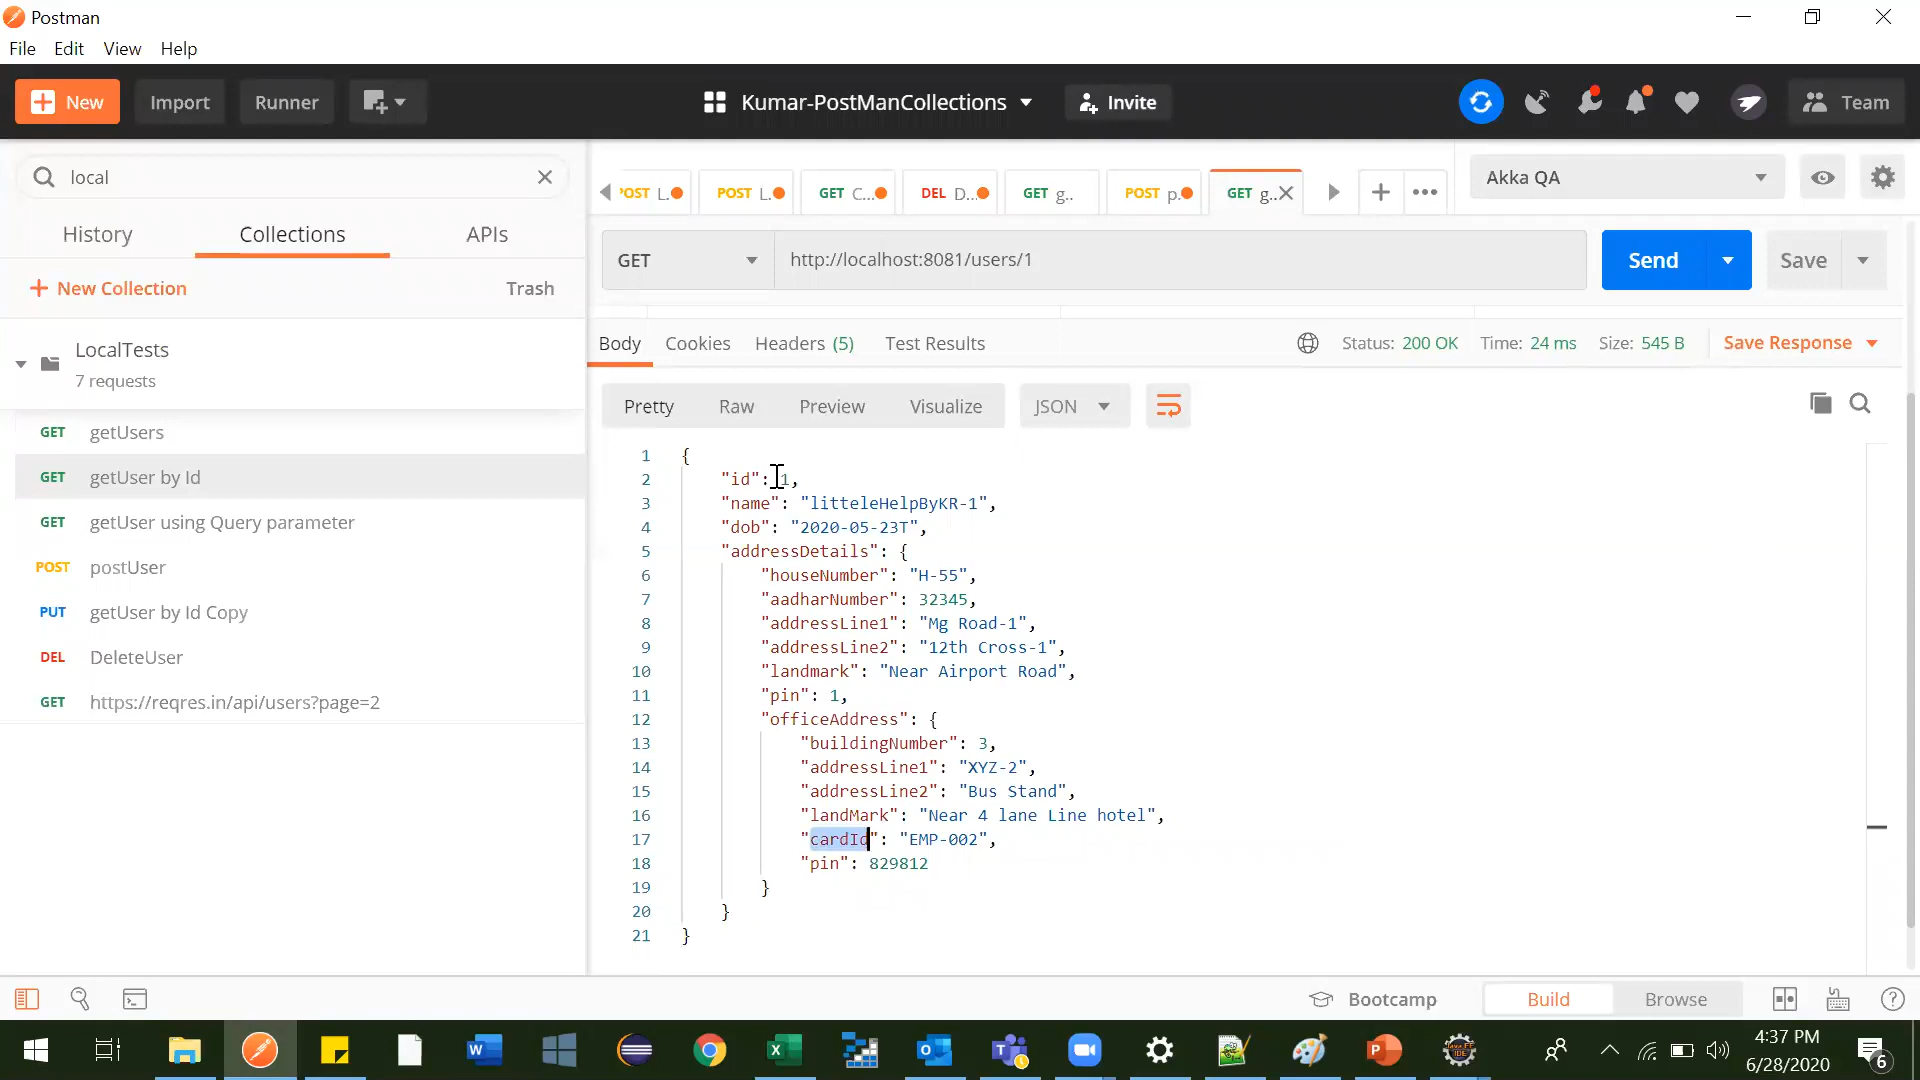 Postman
File Edit View Help
New Import Runner Kumar-PostManCollections Invite Team
local
History Collections APIs
New Collection Trash
LocalTests
7 requests
GET getUsers
GET getUser by Id
GET getUser using Query parameter
POST postUser
PUT getUser by Id Copy
DEL DeleteUser
GET https://reqres.in/api/users?page=2
POST L. POST L. GET C... DEL D... GET g.. POST p. GET g.. Akka QA
GET http://localhost:8081/users/1 Send Save
Body Cookies Headers (5) Test Results Status: 200 OK Time: 24 ms Size: 545 B Save Response
Pretty Raw Preview Visualize JSON
1 {
2 "id": 1,
3 "name": "litteleHelpByKR-1",
4 "dob": "2020-05-23T",
5 "addressDetails": {
6 "houseNumber": "H-55",
7 "aadharNumber": 32345,
8 "addressLine1": "Mg Road-1",
9 "addressLine2": "12th Cross-1",
10 "landmark": "Near Airport Road",
11 "pin": 1,
12 "officeAddress": {
13 "buildingNumber": 3,
14 "addressLine1": "XYZ-2",
15 "addressLine2": "Bus Stand",
16 "landMark": "Near 4 lane Line hotel",
17 "cardId": "EMP-002",
18 "pin": 829812
19 }
20 }
21 }
Bootcamp Build Browse
4:37 PM
6/28/2020
6